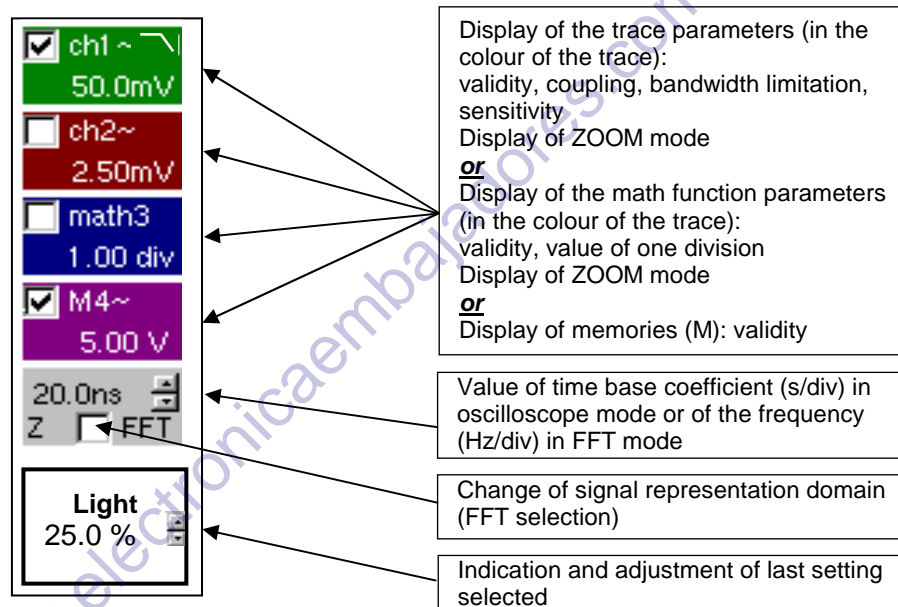 ch1 ~
50.0mV
ch2~
2.50mV
math3
1.00 div
M4~
5.00 V
20.0ns
Z FFT
Light
25.0 %
Display of the trace parameters (in the
colour of the trace):
validity, coupling, bandwidth limitation,
sensitivity
Display of ZOOM mode
or
Display of the math function parameters
(in the colour of the trace):
validity, value of one division
Display of ZOOM mode
or
Display of memories (M): validity
Value of time base coefficient (s/div) in
oscilloscope mode or of the frequency
(Hz/div) in FFT mode
Change of signal representation domain
(FFT selection)
Indication and adjustment of last setting
selected
electronicaembajadores.com